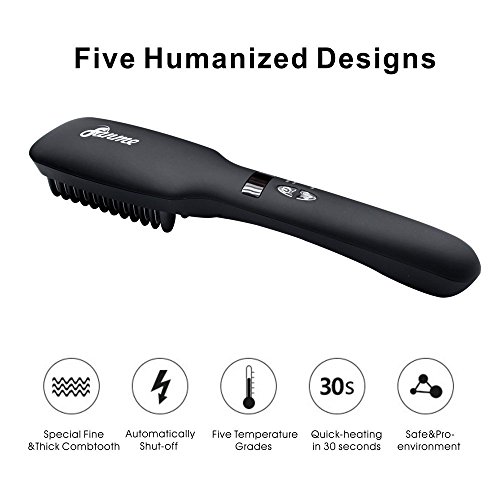 Five Humanized Designs
Fanme
30s
Special Fine
&Thick Combtooth
Automatically
Shut-off
Five Temperature
Grades
Quick-heating
in 30 seconds
Safe&Pro-
environment